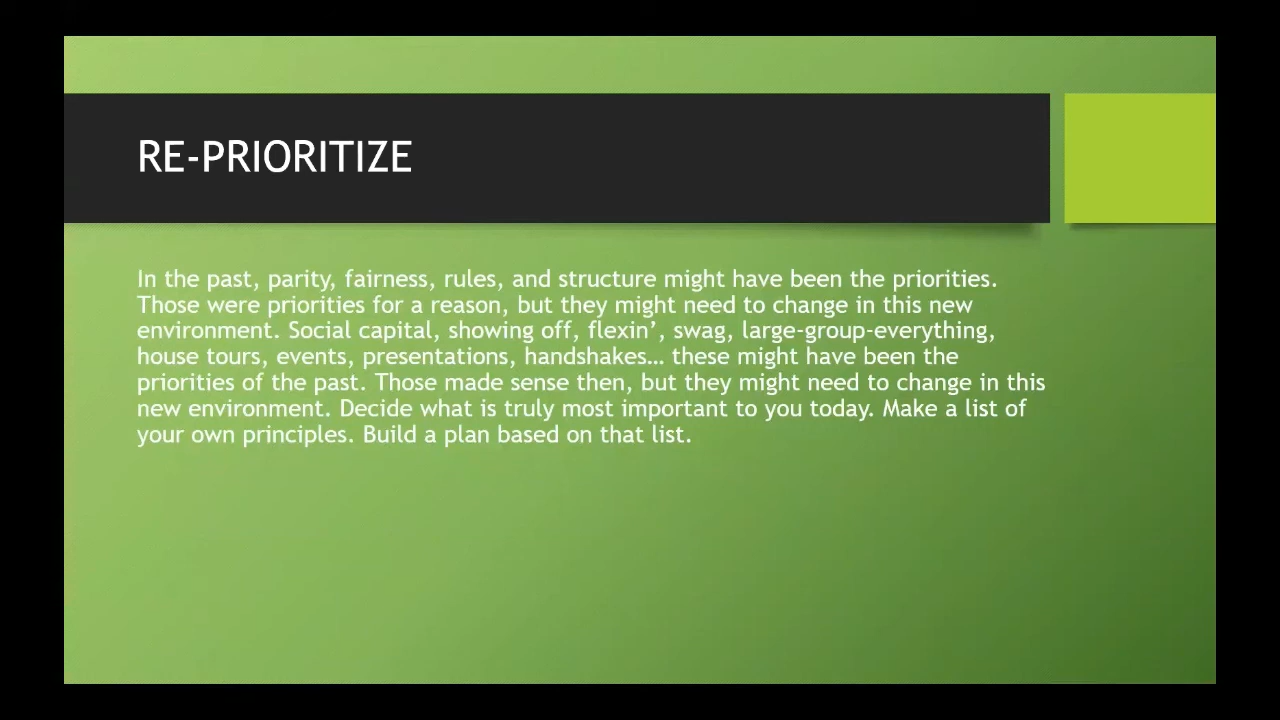 RE-PRIORITIZE
In the past, parity, fairness, rules, and structure might have been the priorities.
Those were priorities for a reason, but they might need to change in this new
environment. Social capital, showing off, flexin’, swag, large-group-everything,
house tours, events, presentations, handshakes… these might have been the
priorities of the past. Those made sense then, but they might need to change in this
new environment. Decide what is truly most important to you today. Make a list of
your own principles. Build a plan based on that list.